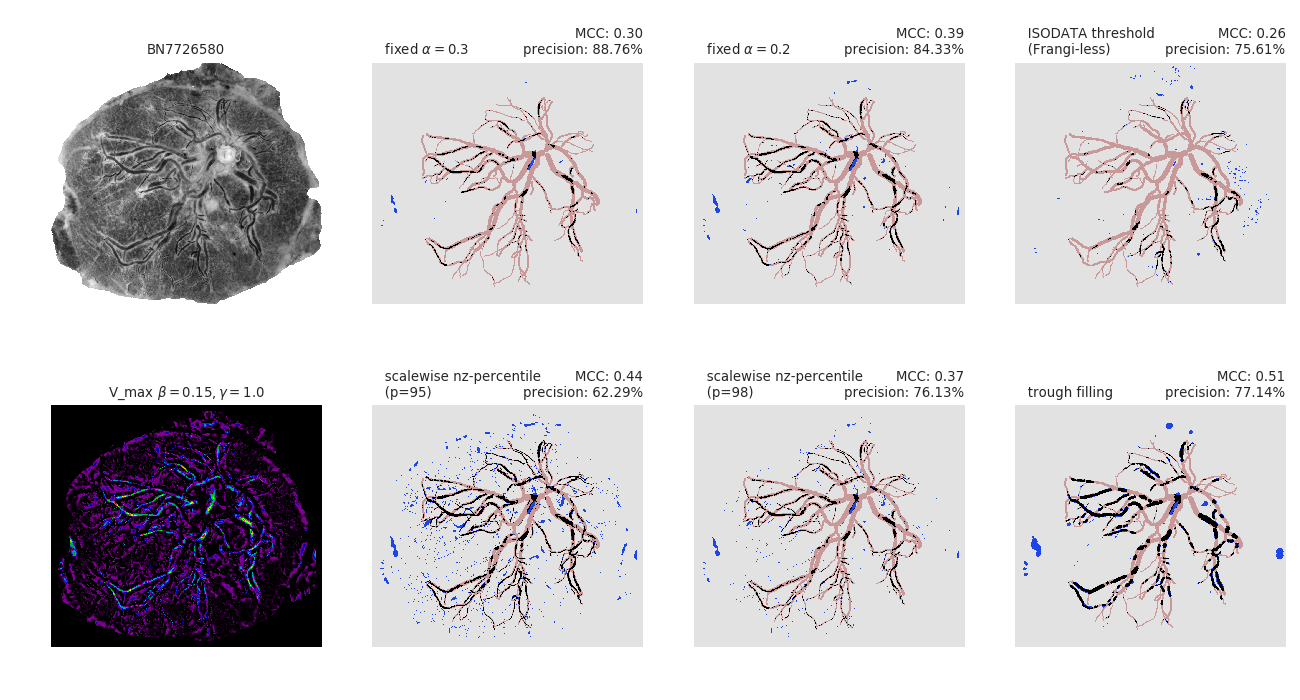 BN7726580
MCC: 0.30
fixed α = 0.3 precision: 88.76%
MCC: 0.39
fixed α = 0.2 precision: 84.33%
ISODATA threshold MCC: 0.26
(Frangi-less) precision: 75.61%
V_max β = 0.15, γ = 1.0
scalewise nz-percentile MCC: 0.44
(p=95) precision: 62.29%
scalewise nz-percentile MCC: 0.37
(p=98) precision: 76.13%
MCC: 0.51
trough filling precision: 77.14%